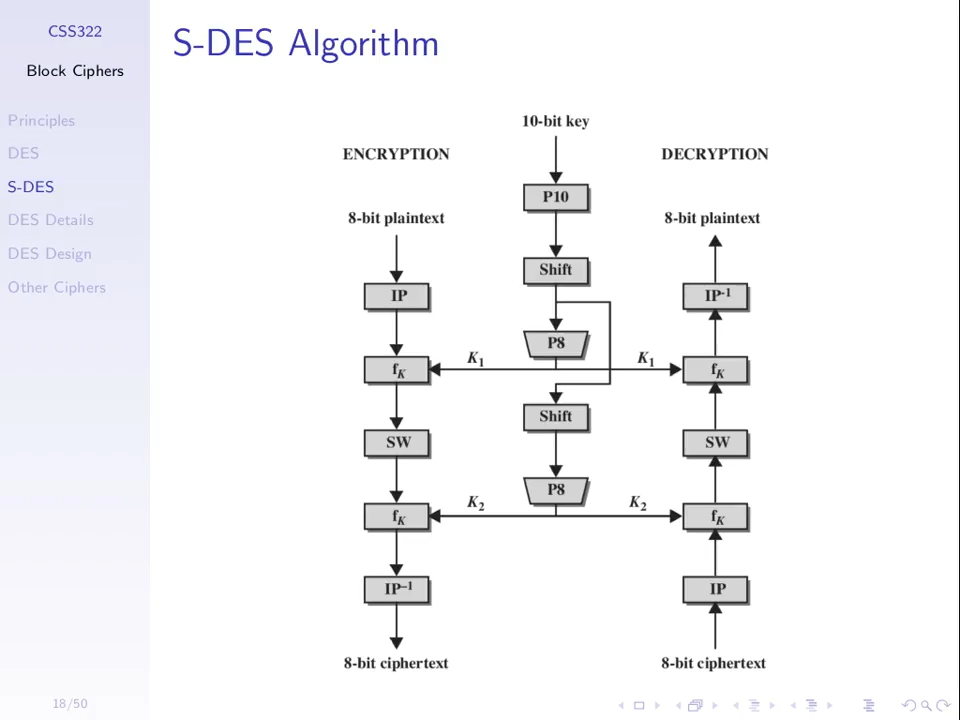 CSS322
Block Ciphers
Principles
DES
S-DES
DES Details
DES Design
Other Ciphers
18/50
S-DES Algorithm
10-bit key
ENCRYPTION
DECRYPTION
P10
8-bit plaintext
8-bit plaintext
Shift
IP
IP-1
P8
K1
K1
fK
fK
Shift
SW
SW
P8
K2
K2
fK
fK
IP–1
IP
8-bit ciphertext
8-bit ciphertext